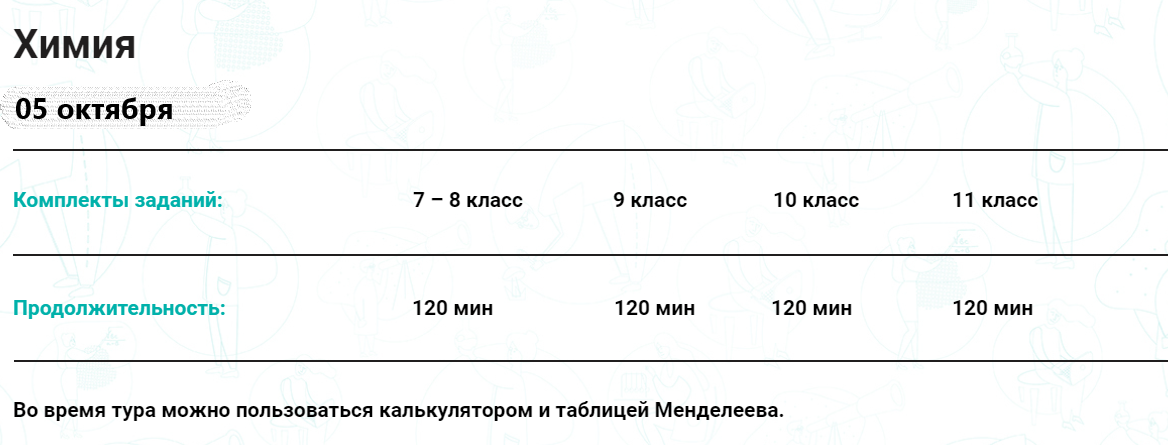 Химия
05 октября
Комплекты заданий: 7 – 8 класс 9 класс 10 класс 11 класс
Продолжительность: 120 мин 120 мин 120 мин 120 мин
Во время тура можно пользоваться калькулятором и таблицей Менделеева.